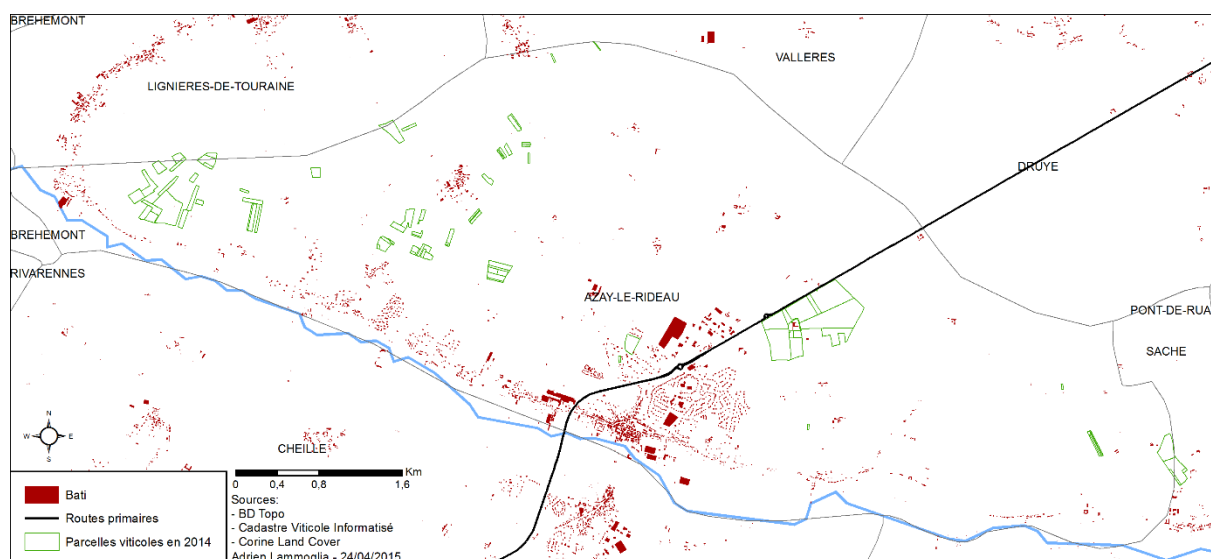 BREHEMONT
VALLERES
LIGNIERES-DE-TOURAINE
DRUYE
BREHEMONT
RIVARENNES
AZAY-LE-RIDEAU
PONT-DE-RUA
SACHE
CHEILLE
N
W E
S
Km
0 0,4 0,8 1,6
Bati
Routes primaires
Parcelles viticoles en 2014
Sources:
- BD Topo
- Cadastre Viticole Informatisé
- Corine Land Cover
Adrien Lammoglia - 24/04/2015